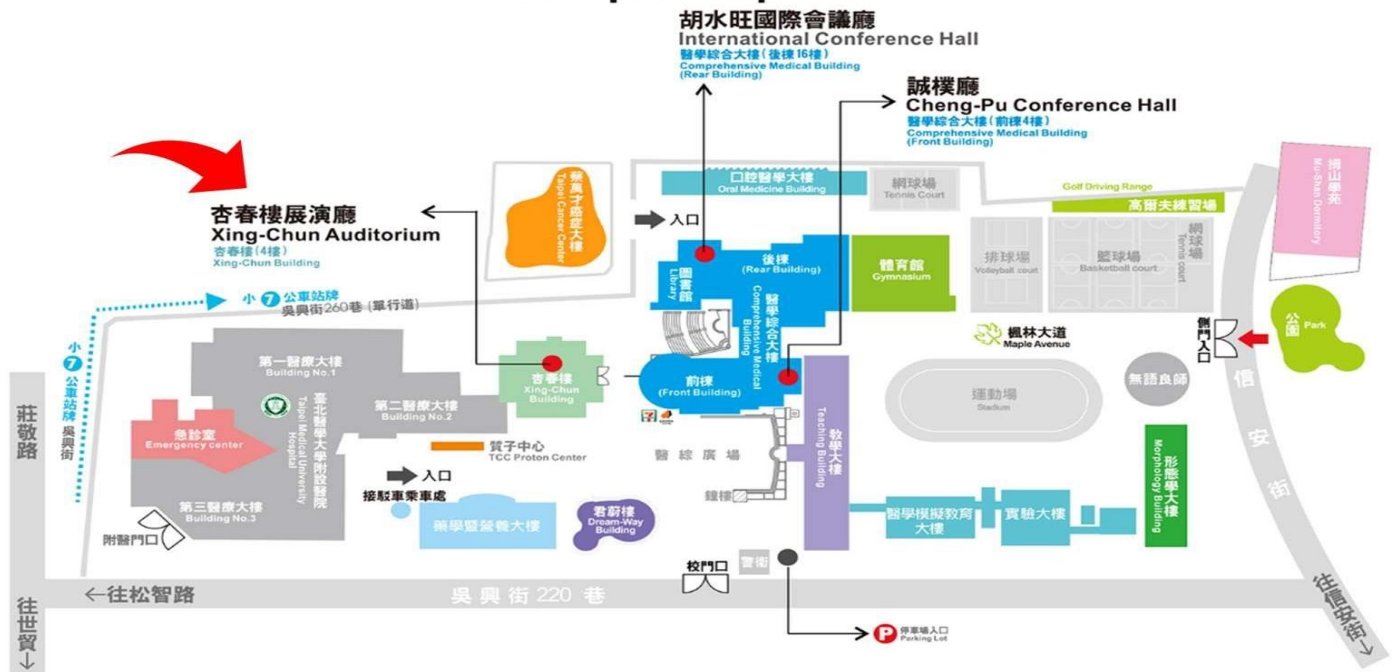 胡水旺國際會議廳
International Conference Hall
醫學綜合大樓(後棟16樓)
Comprehensive Medical Building
(Rear Building)
誠樸廳
Cheng-Pu Conference Hall
醫學綜合大樓(前棟4樓)
Comprehensive Medical Building
(Front Building)
杏春樓展演廳
Xing-Chun Auditorium
杏春樓(4樓)
Xing-Chun Building
蔡萬才癌症大樓
Taipei Cancer Center
入口
口腔醫學大樓
Oral Medicine Building
網球場
Tennis Court
Golf Driving Range
高爾夫練習場
拇山學苑
Mu-Shan Dormitory
圖書館
Library
後棟
(Rear Building)
醫學綜合大樓
Comprehensive Medical Building
體育館
Gymnasium
排球場
Volleyball court
籃球場
Basketball court
網球場
Tennis court
小7公車站牌
吳興街260巷 (單行道)
小7公車站牌 吳興街
楓林大道
Maple Avenue
側門入口
公園 Park
第一醫療大樓
Building No.1
第二醫療大樓
Building No.2
杏春樓
Xing-Chun
Building
前棟
(Front Building)
運動場
Stadium
無語良師
信安街
莊敬路
急診室
Emergency center
臺北醫學大學附設醫院
Taipei Medical University Hospital
質子中心
TCC Proton Center
醫綜廣場
教學大樓
Teaching Building
形態學大樓
Morphology Building
入口
接駁車乘車處
鐘樓
第三醫療大樓
Building No.3
附醫門口
藥學暨營養大樓
君蔚樓
Dream-Way
Building
醫學模擬教育
大樓
實驗大樓
校門口
警衛
←往松智路
吳興街220巷
往世貿↓
往信安街↓
P 停車場入口
Parking Lot